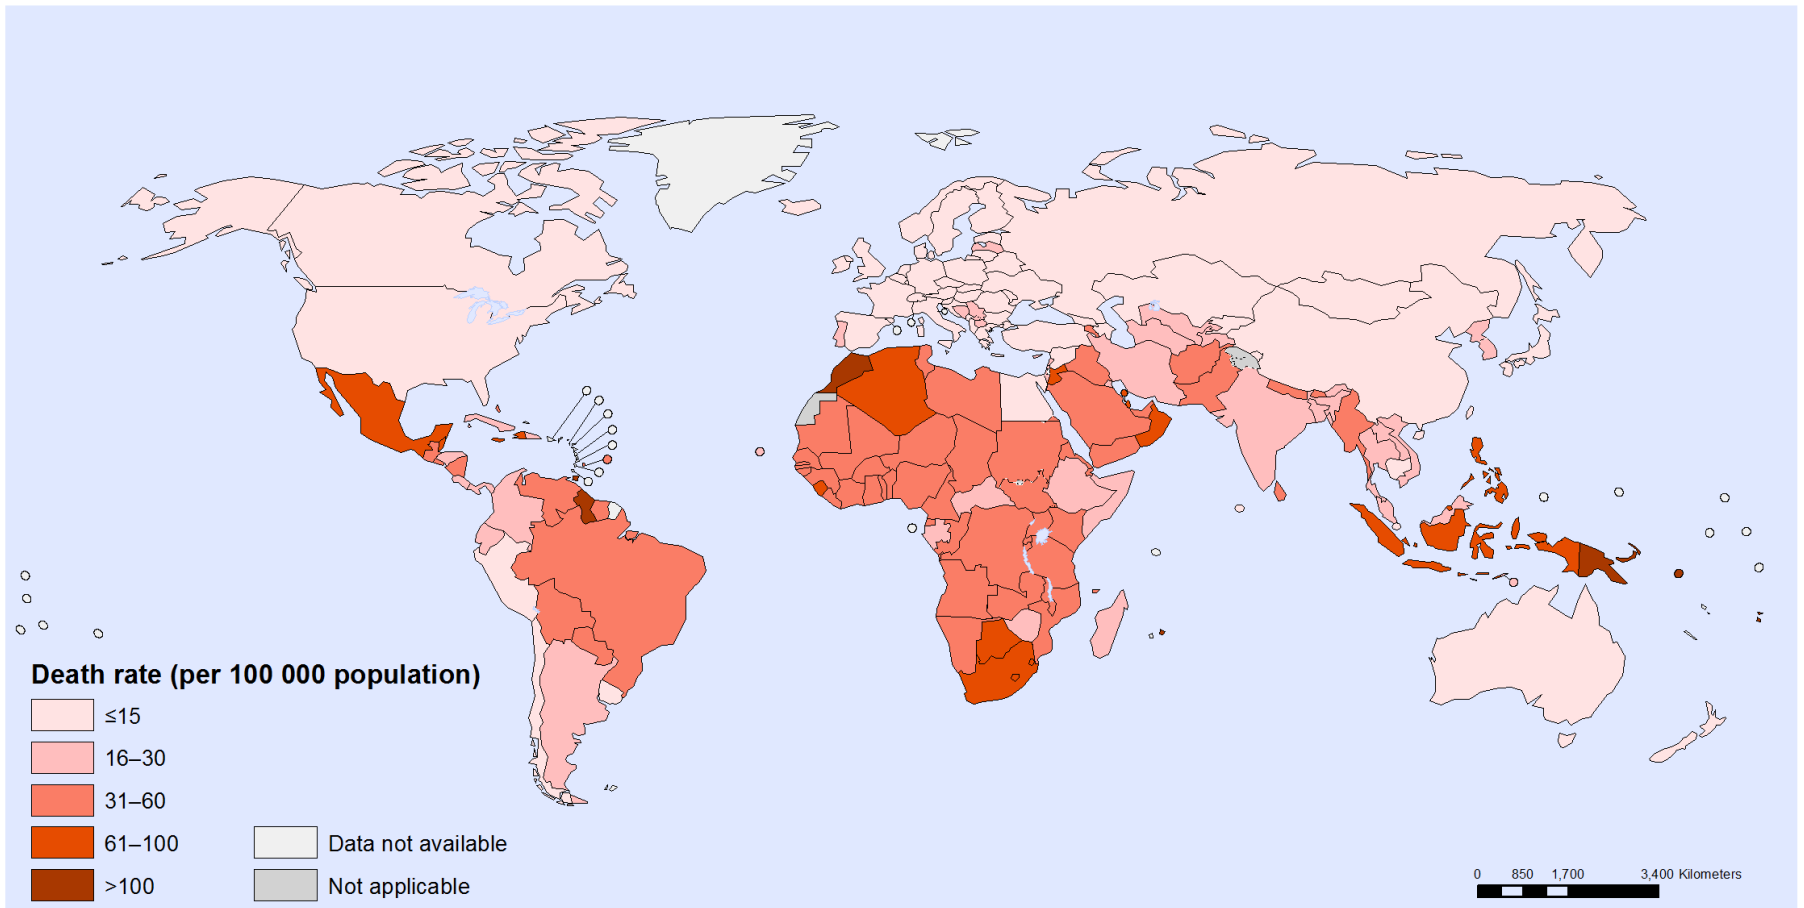 Death rate (per 100 000 population)
≤15
16–30
31–60
61–100
>100
Data not available
Not applicable
0 850 1,700 3,400 Kilometers